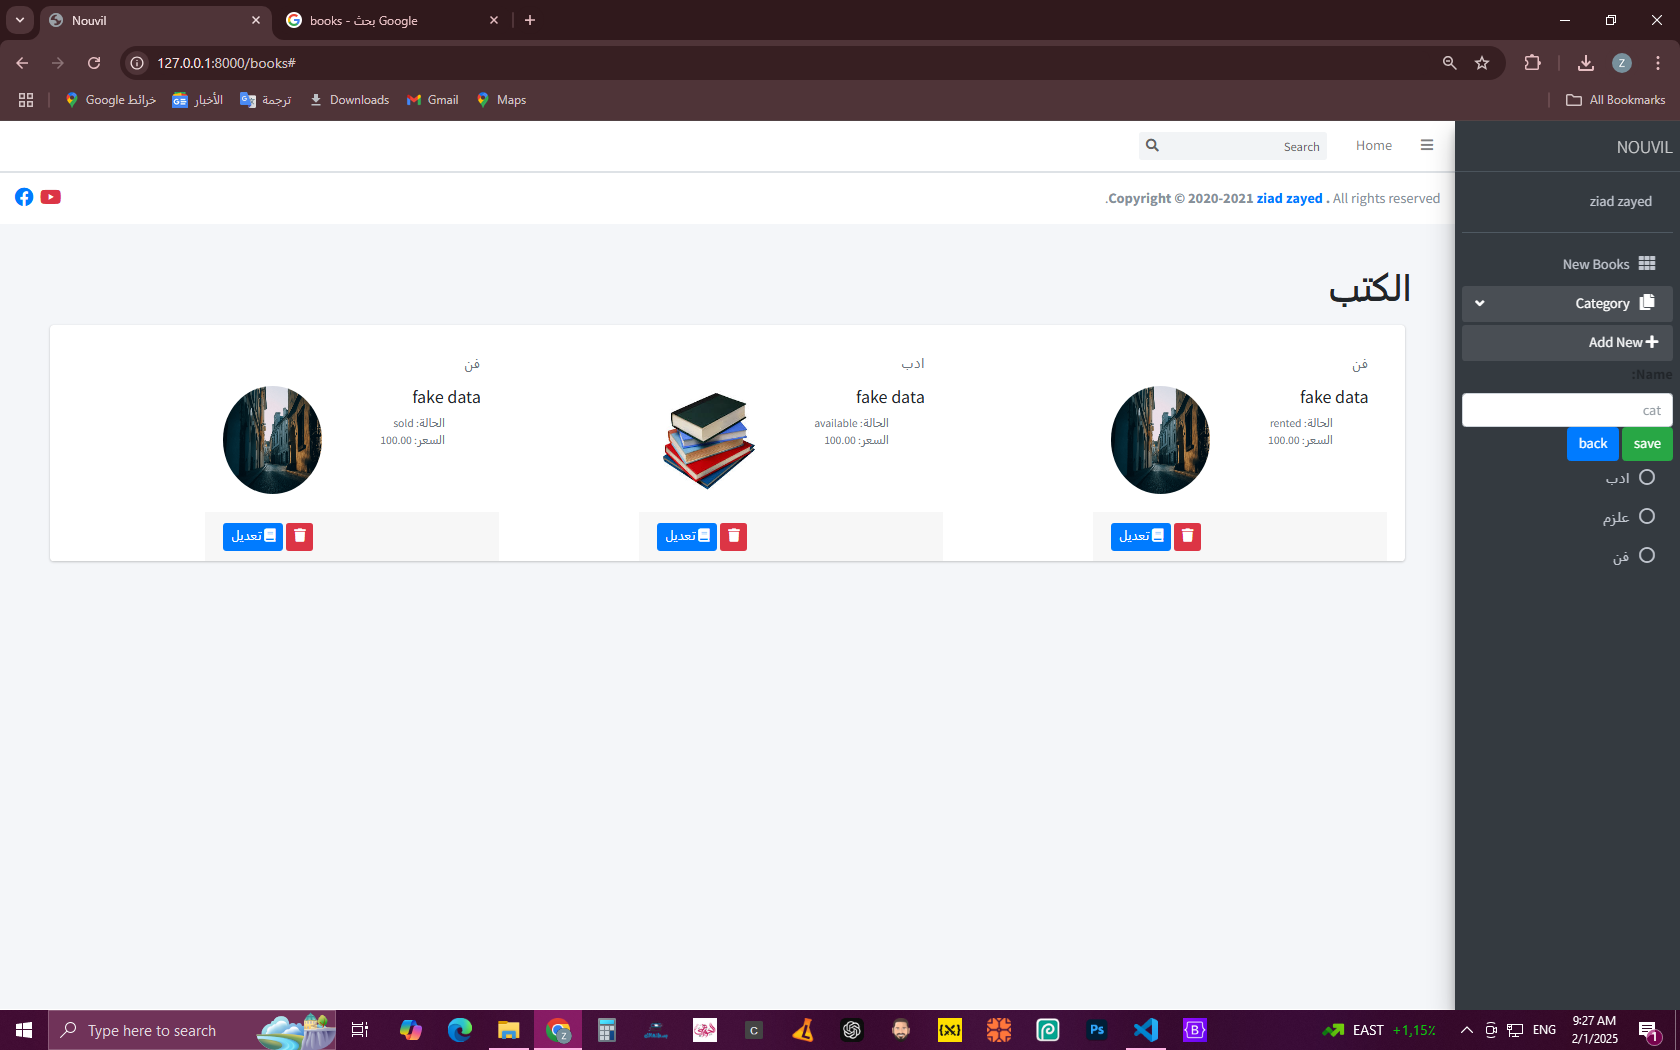 Nouvil
books - بحث Google
127.0.0.1:8000/books#
خرائط Google
الأخبار
ترجمة
Downloads
Gmail
Maps
All Bookmarks
Z
NOUVIL
Home
Search
Copyright © 2020-2021 ziad zayed . All rights reserved.
ziad zayed
New Books
Category
Add New
Name:
cat
save
back
ادب
علزم
فن
الكتب
فن
fake data
الحالة: rented
السعر: 100.00
تعديل
ادب
fake data
الحالة: available
السعر: 100.00
تعديل
فن
fake data
الحالة: sold
السعر: 100.00
تعديل
Type here to search
Z
C
{X}
Ps
B
EAST +1,15%
ENG
9:27 AM
2/1/2025
1